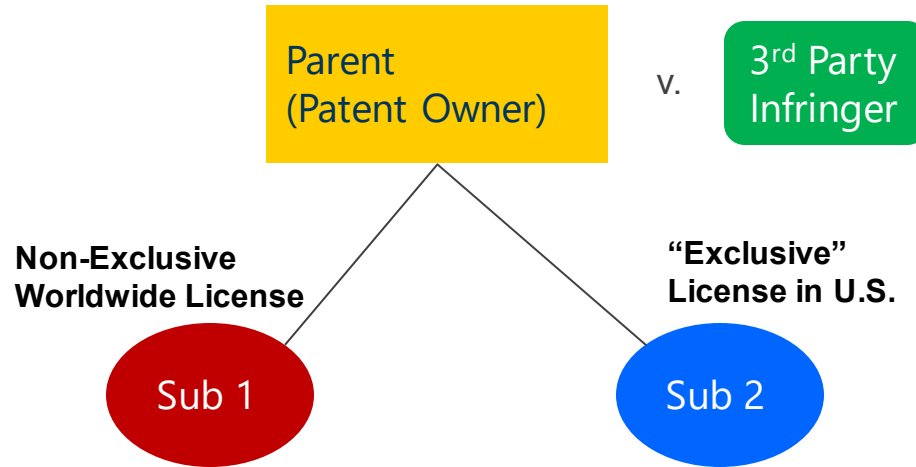 Parent
(Patent Owner)
v.
3rd Party
Infringer
Non-Exclusive
Worldwide License
“Exclusive”
License in U.S.
Sub 1
Sub 2